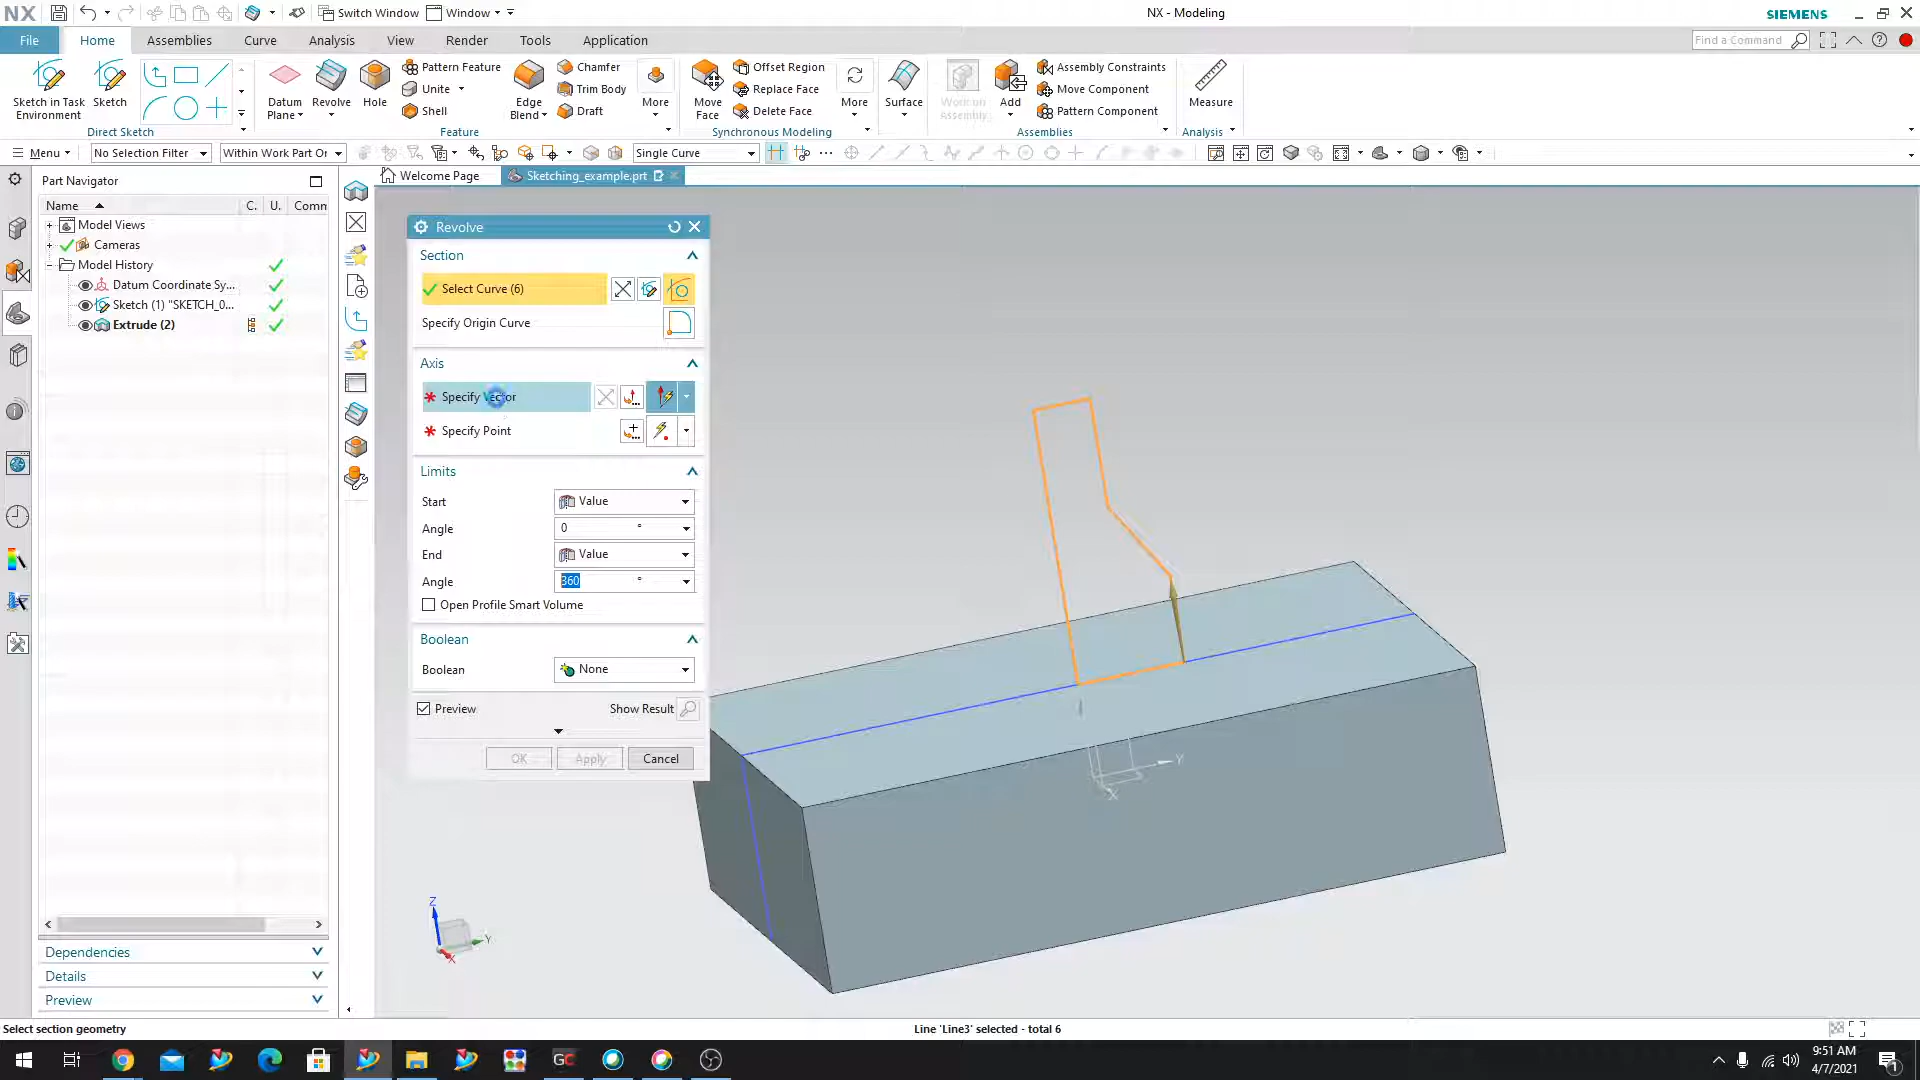 NX
Switch Window
Window
NX - Modeling
SIEMENS
File
Home
Assemblies
Curve
Analysis
View
Render
Tools
Application
Find a Command
Sketch in Task Environment
Sketch
Direct Sketch
Datum Plane
Revolve
Hole
Pattern Feature
Unite
Shell
Edge Blend
Chamfer
Trim Body
Draft
More
Feature
Move Face
Offset Region
Replace Face
Delete Face
More
Synchronous Modeling
Surface
Work on Assembly
Add
Assembly Constraints
Move Component
Pattern Component
Assemblies
Measure
Analysis
Menu
No Selection Filter
Within Work Part Or
Single Curve
Part Navigator
Welcome Page
Sketching_example.prt
Name
C.
U.
Comm
Model Views
Cameras
Model History
Datum Coordinate Sy...
Sketch (1) "SKETCH_0...
Extrude (2)
Revolve
Section
Select Curve (6)
Specify Origin Curve
Axis
* Specify Vector
* Specify Point
Limits
Start
Value
Angle
0
°
End
Value
Angle
360
°
Open Profile Smart Volume
Boolean
Boolean
None
Preview
Show Result
OK
Apply
Cancel
Y
X
Z
Y
X
Dependencies
Details
Preview
Select section geometry
Line 'Line3' selected - total 6
GC
9:51 AM
4/7/2021
1